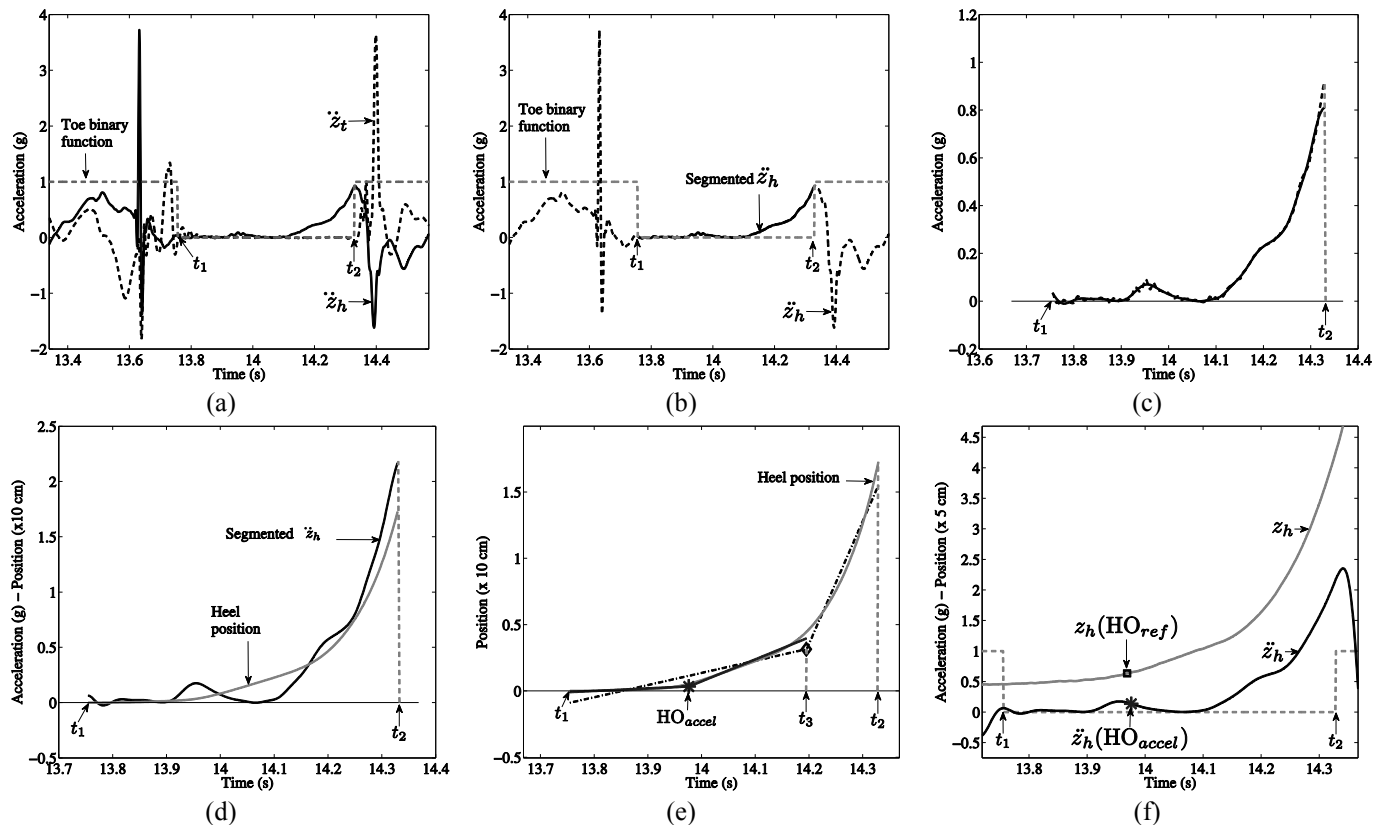 4
3
2
1
0
−1
−2
13.4
13.6
13.8
14
14.2
14.4
Time (s)
Acceleration (g)
Toe binary
function
z̈t
z̈h
t1
t2
(a)
4
3
2
1
0
−1
−2
13.4
13.6
13.8
14
14.2
14.4
Time (s)
Acceleration (g)
Toe binary
function
Segmented z̈h
z̈h
t1
t2
(b)
1.2
1
0.8
0.6
0.4
0.2
0
−0.2
13.6
13.7
13.8
13.9
14
14.1
14.2
14.3
14.4
Time (s)
Acceleration (g)
t1
t2
(c)
2.5
2
1.5
1
0.5
0
−0.5
13.7
13.8
13.9
14
14.1
14.2
14.3
14.4
Time (s)
Acceleration (g) − Position (x10 cm)
Segmented z̈h
Heel
position
t1
t2
(d)
1.5
1
0.5
0
−0.5
13.7
13.8
13.9
14
14.1
14.2
14.3
Time (s)
Position (x 10 cm)
Heel position
t1
HOaccel
t3
t2
(e)
4.5
4
3.5
3
2.5
2
1.5
1
0.5
0
−0.5
13.8
13.9
14
14.1
14.2
14.3
Time (s)
Acceleration (g) − Position (x 5 cm)
zh
zh(HOref)
z̈h
t1
z̈h(HOaccel)
t2
(f)